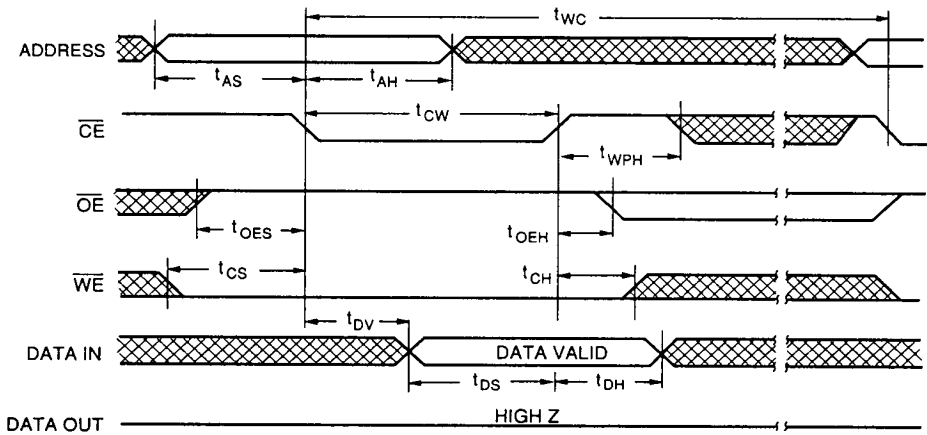 tWC
ADDRESS
tAS
tAH
tCW
CE
tWPH
OE
tOES
tOEH
tCS
tCH
WE
tDV
DATA IN
DATA VALID
tDS
tDH
HIGH Z
DATA OUT